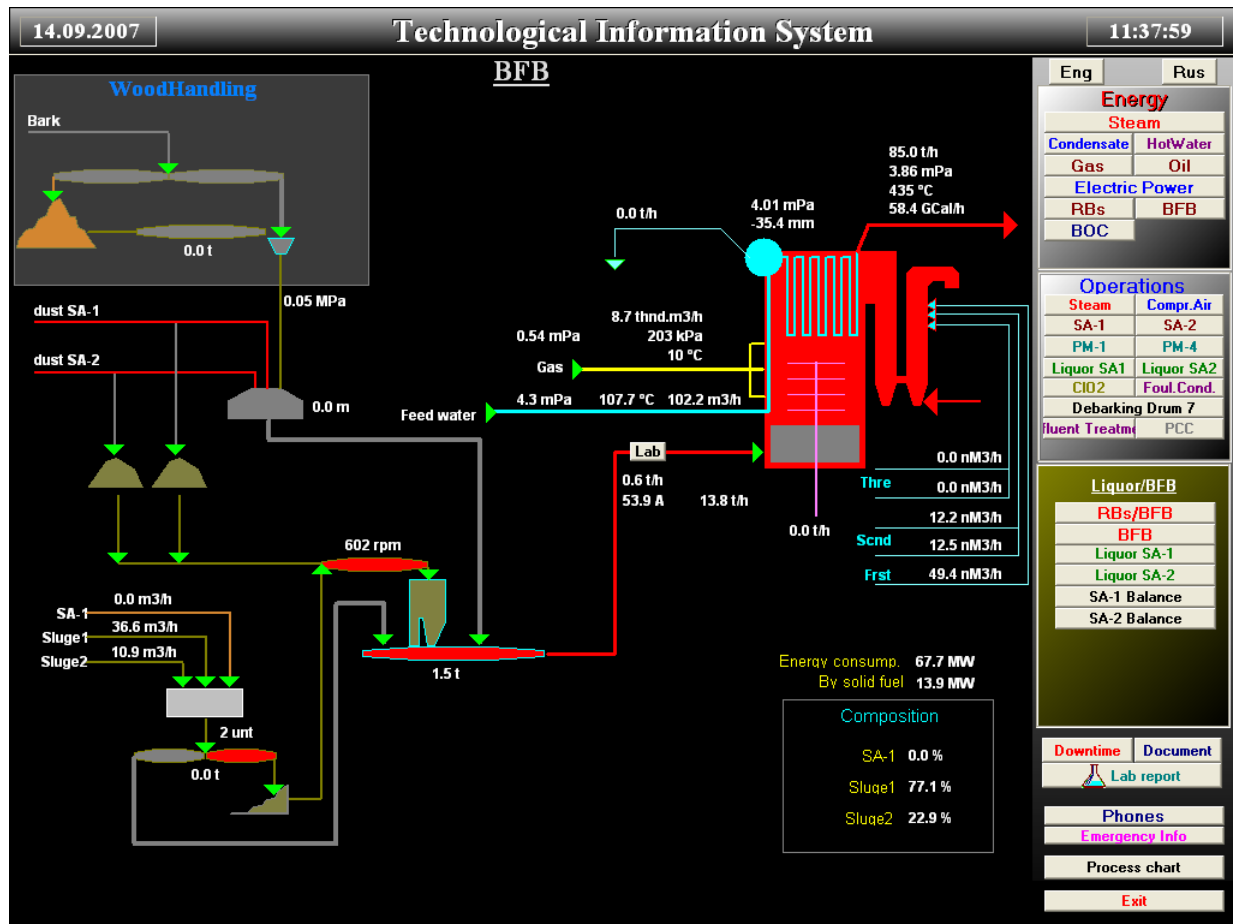 14.09.2007
Technological Information System
11:37:59
BFB
WoodHandling
Bark
0.0 t
0.05 MPa
dust SA-1
dust SA-2
0.0 m
85.0 t/h
3.86 mPa
435 °C
58.4 GCal/h
4.01 mPa
-35.4 mm
0.0 t/h
8.7 thnd.m3/h
0.54 mPa
203 kPa
10 °C
Gas
Feed water
4.3 mPa
107.7 °C
102.2 m3/h
Lab
0.6 t/h
53.9 A
13.8 t/h
0.0 t/h
0.0 nM3/h
Thre
0.0 nM3/h
12.2 nM3/h
Scnd
12.5 nM3/h
Frst
49.4 nM3/h
602 rpm
0.0 m3/h
SA-1
36.6 m3/h
Sluge1
10.9 m3/h
Sluge2
1.5 t
2 unt
0.0 t
Energy consump. 67.7 MW
By solid fuel 13.9 MW
Composition
SA-1 0.0 %
Sluge1 77.1 %
Sluge2 22.9 %
Eng
Rus
Energy
Steam
Condensate
HotWater
Gas
Oil
Electric Power
RBs
BFB
BOC
Operations
Steam
Compr.Air
SA-1
SA-2
PM-1
PM-4
Liquor SA1
Liquor SA2
ClO2
Foul.Cond.
Debarking Drum 7
fluent Treatme
PCC
Liquor/BFB
RBs/BFB
BFB
Liquor SA-1
Liquor SA-2
SA-1 Balance
SA-2 Balance
Downtime
Document
Lab report
Phones
Emergency Info
Process chart
Exit